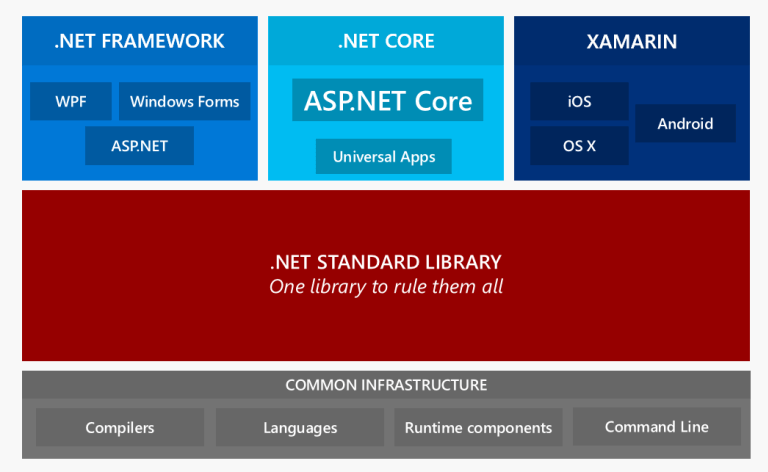 .NET FRAMEWORK
WPF
Windows Forms
ASP.NET
.NET CORE
ASP.NET Core
Universal Apps
XAMARIN
iOS
Android
OS X
.NET STANDARD LIBRARY
One library to rule them all
COMMON INFRASTRUCTURE
Compilers
Languages
Runtime components
Command Line